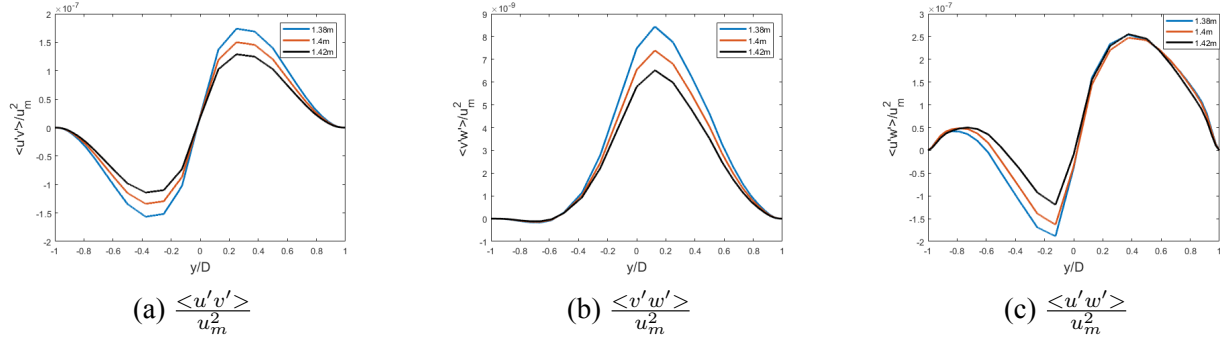 ×10⁻⁷
2
1.5
1
0.5
0
-0.5
-1
-1.5
-2
<u'v'>/u²ₘ
-1 -0.8 -0.6 -0.4 -0.2 0 0.2 0.4 0.6 0.8 1
y/D
1.38m
1.4m
1.42m
(a) <u'v'>/u²ₘ
×10⁻⁹
9
8
7
6
5
4
3
2
1
0
-1
<v'w'>/u²ₘ
-1 -0.8 -0.6 -0.4 -0.2 0 0.2 0.4 0.6 0.8 1
y/D
1.38m
1.4m
1.42m
(b) <v'w'>/u²ₘ
×10⁻⁷
3
2.5
2
1.5
1
0.5
0
-0.5
-1
-1.5
-2
<u'w'>/u²ₘ
-1 -0.8 -0.6 -0.4 -0.2 0 0.2 0.4 0.6 0.8 1
y/D
1.38m
1.4m
1.42m
(c) <u'w'>/u²ₘ